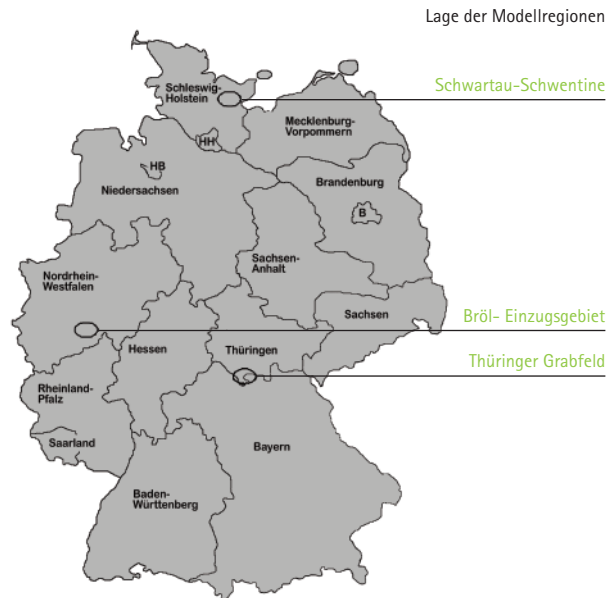 Lage der Modellregionen
Schleswig-
Holstein
Schwartau-Schwentine
Mecklenburg-
Vorpommern
HH
HB
Niedersachsen
Brandenburg
B
Sachsen-
Anhalt
Nordrhein-
Westfalen
Sachsen
Bröl- Einzugsgebiet
Hessen
Thüringen
Thüringer Grabfeld
Rheinland-
Pfalz
Saarland
Bayern
Baden-
Württemberg